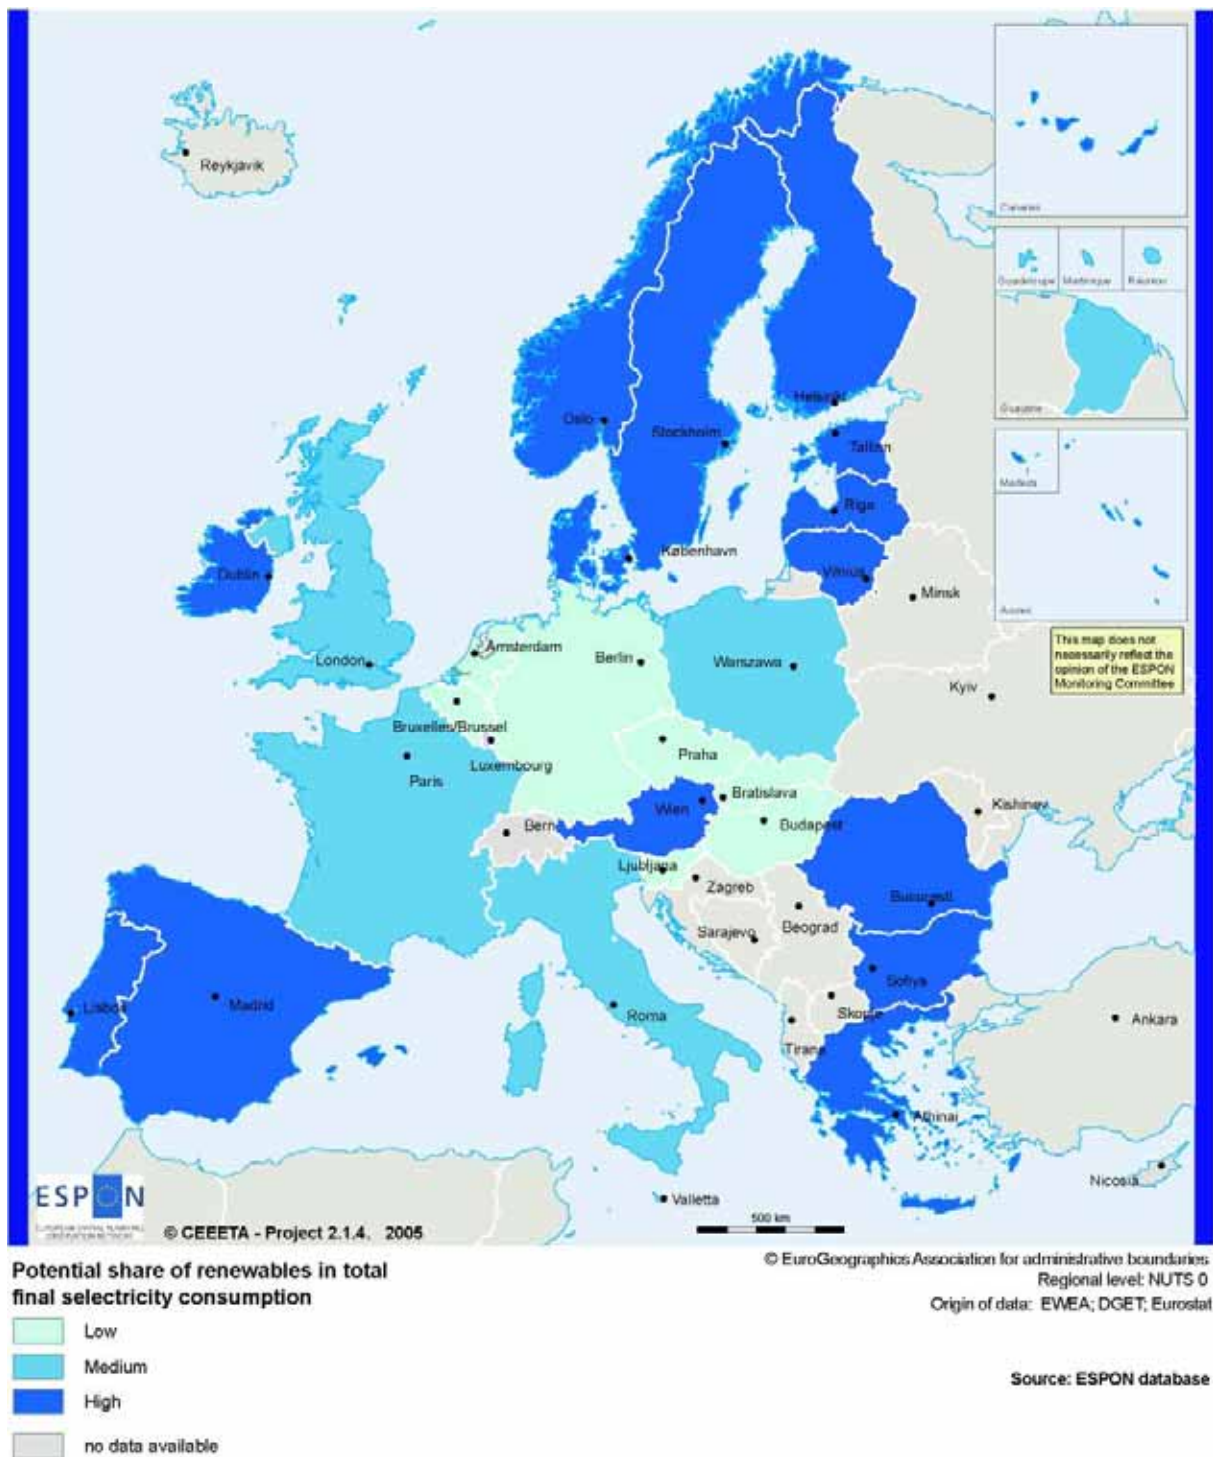 Reykjavik
Canarias
Guadeloupe
Martinique
Réunion
Guayane
Madeira
Azores
Helsinki
Oslo
Stockholm
Tallinn
Riga
København
Vilnius
Minsk
Dublin
This map does not
necessarily reflect the
opinion of the ESPON
Monitoring Committee
Amsterdam
London
Berlin
Warszawa
Kyiv
Bruxelles/Brussel
Luxembourg
Praha
Paris
Bratislava
Wien
Kishinev
Bern
Budapest
Ljubljana
Zagreb
Bucuresti
Beograd
Sarajevo
Sofiya
Lisboa
Madrid
Roma
Skopje
Ankara
Tirana
Athinai
Nicosia
ESPON
Valletta
500 km
© CEEETA - Project 2.1.4. 2005
Potential share of renewables in total
final selectricity consumption
Low
Medium
High
no data available
© EuroGeographics Association for administrative boundaries
Regional level: NUTS 0
Origin of data: EWEA; DGET; Eurostat
Source: ESPON database